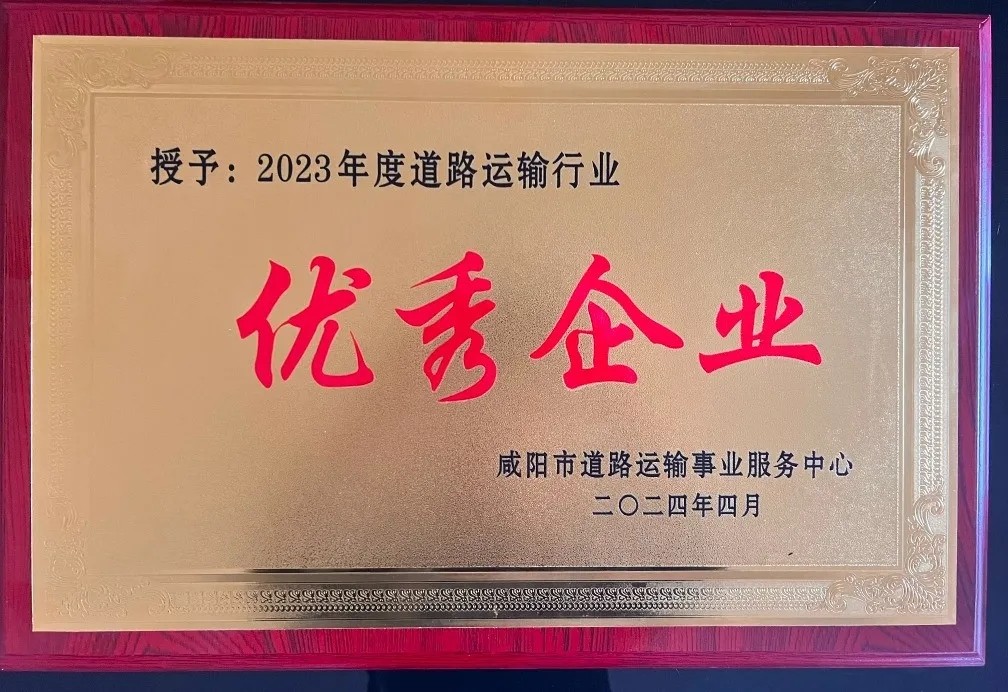 授予：2023年度道路运输行业
优秀企业
咸阳市道路运输事业服务中心
二〇二四年四月